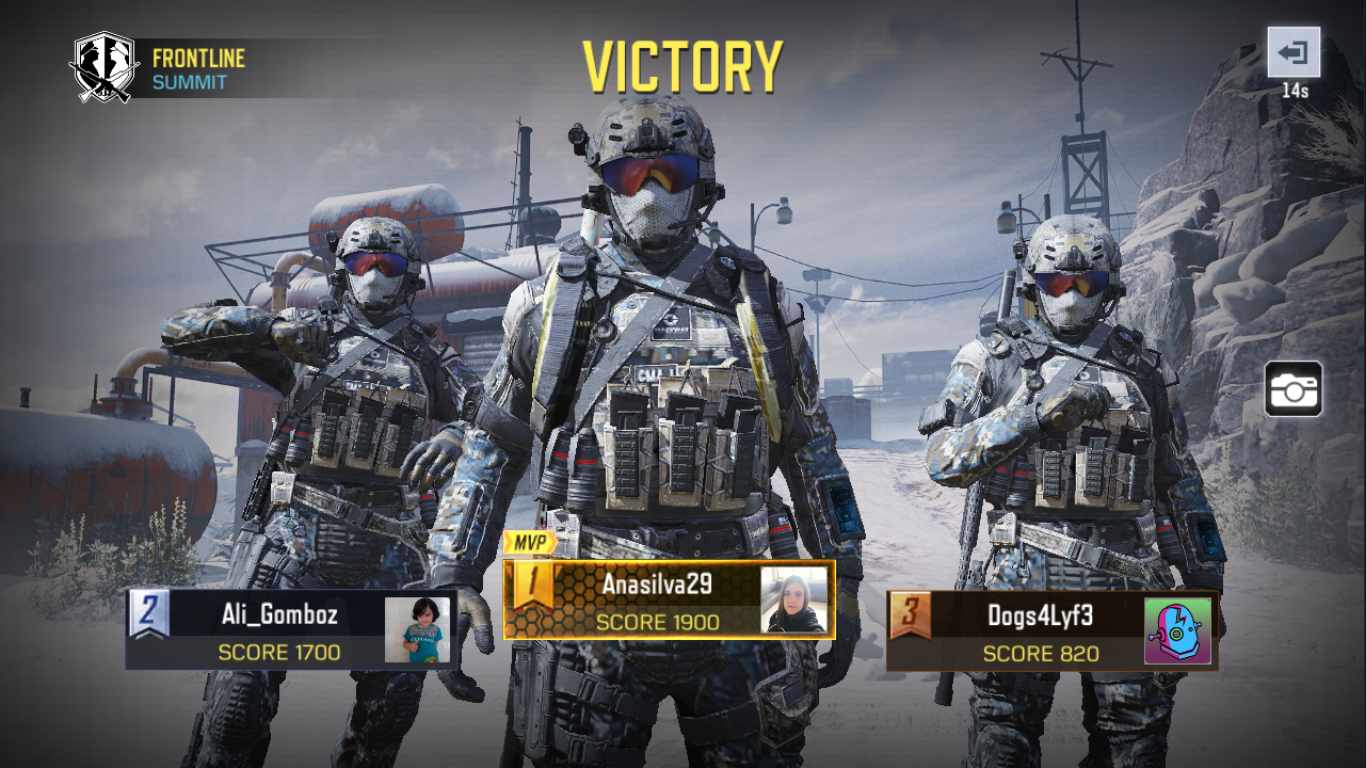 FRONTLINE
SUMMIT
VICTORY
14s
MVP
1
Anasilva29
SCORE 1900
2
Ali_Gomboz
SCORE 1700
3
Dogs4Lyf3
SCORE 820